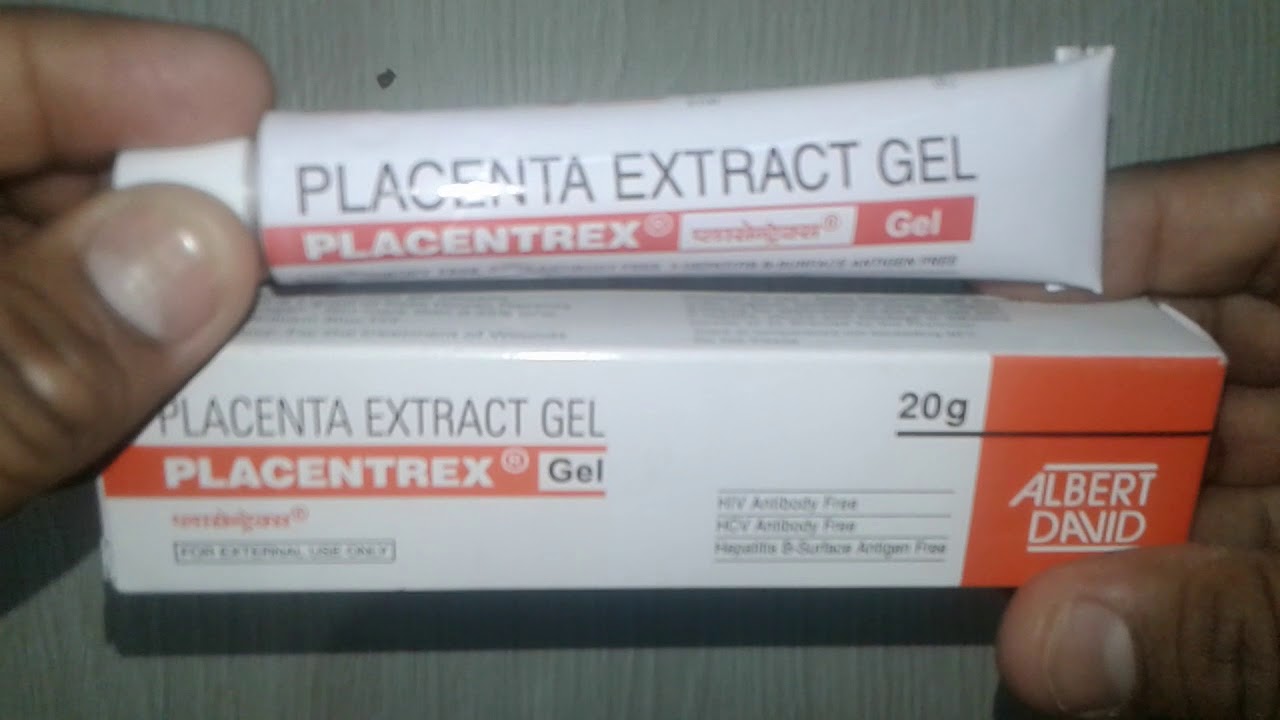 PLACENTA EXTRACT GEL
PLACENTREX® प्लासेन्ट्रेक्स® Gel
PLACENTA EXTRACT GEL
PLACENTREX® Gel
प्लासेन्ट्रेक्स®
FOR EXTERNAL USE ONLY
20g
HIV Antibody Free
HCV Antibody Free
Hepatitis B-Surface Antigen Free
ALBERT
DAVID